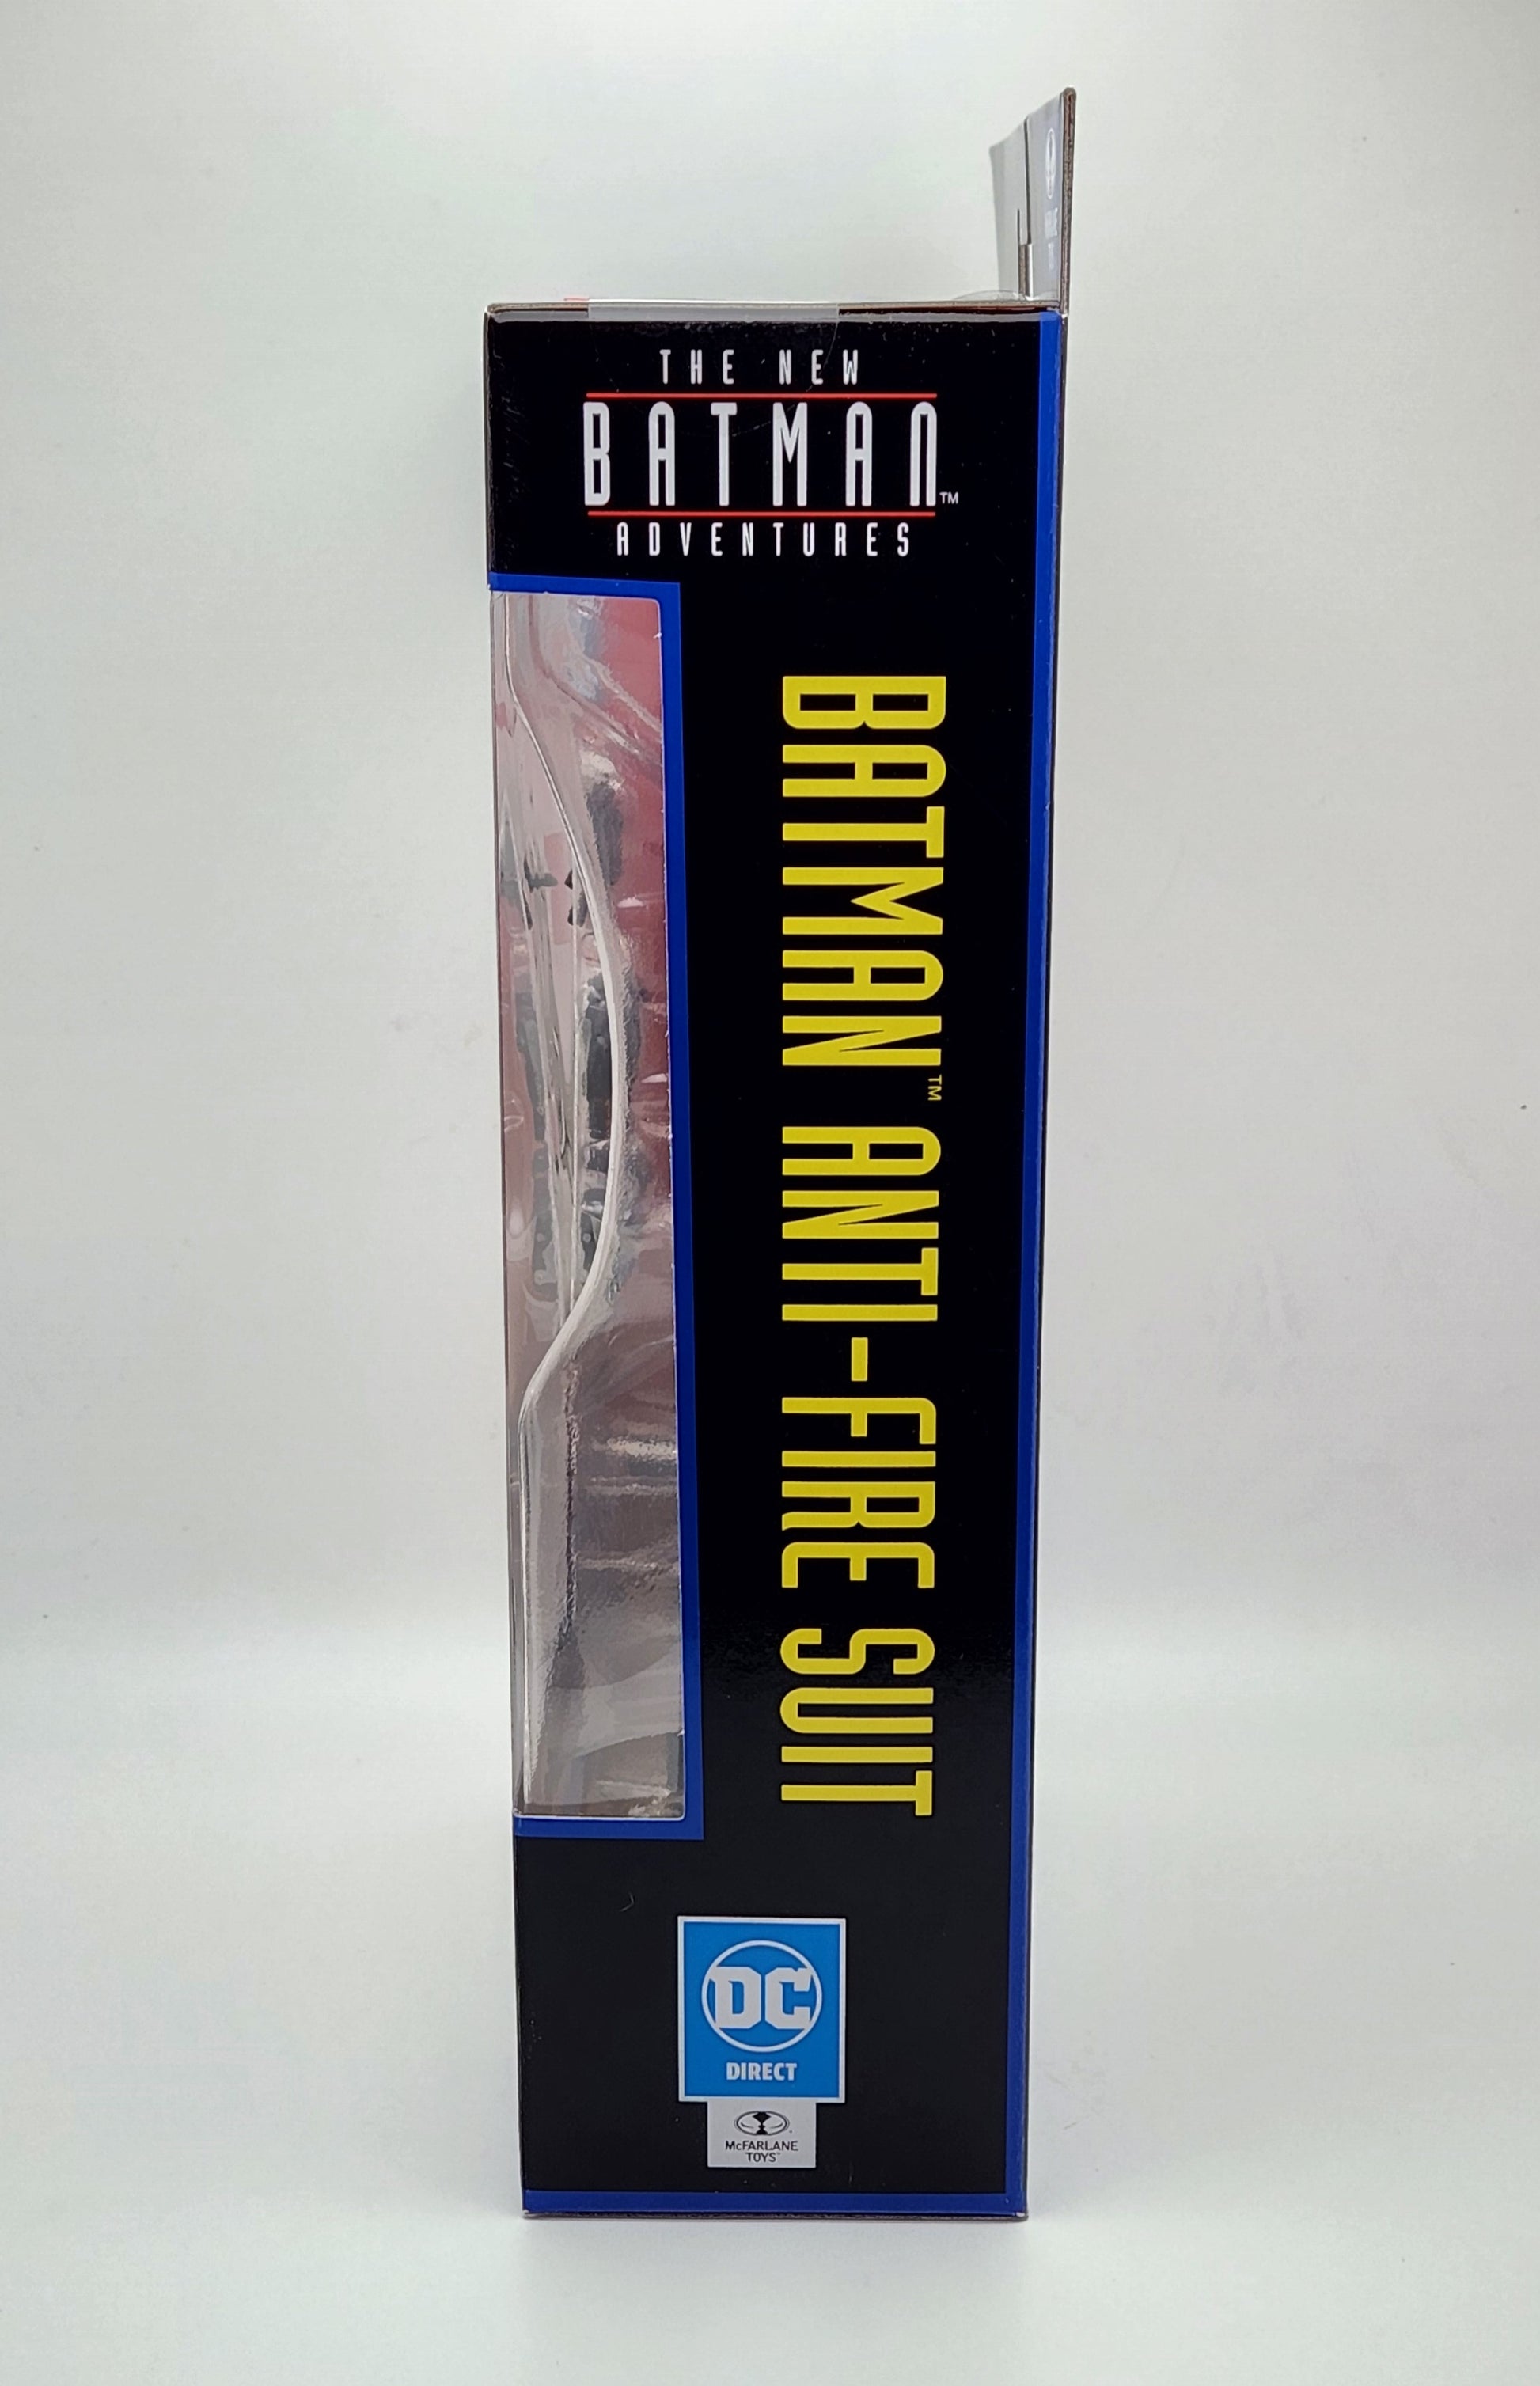 THE NEW
BATMAN™
ADVENTURES
BATMAN™ ANTI-FIRE SUIT
DC
DIRECT
McFARLANE
TOYS™